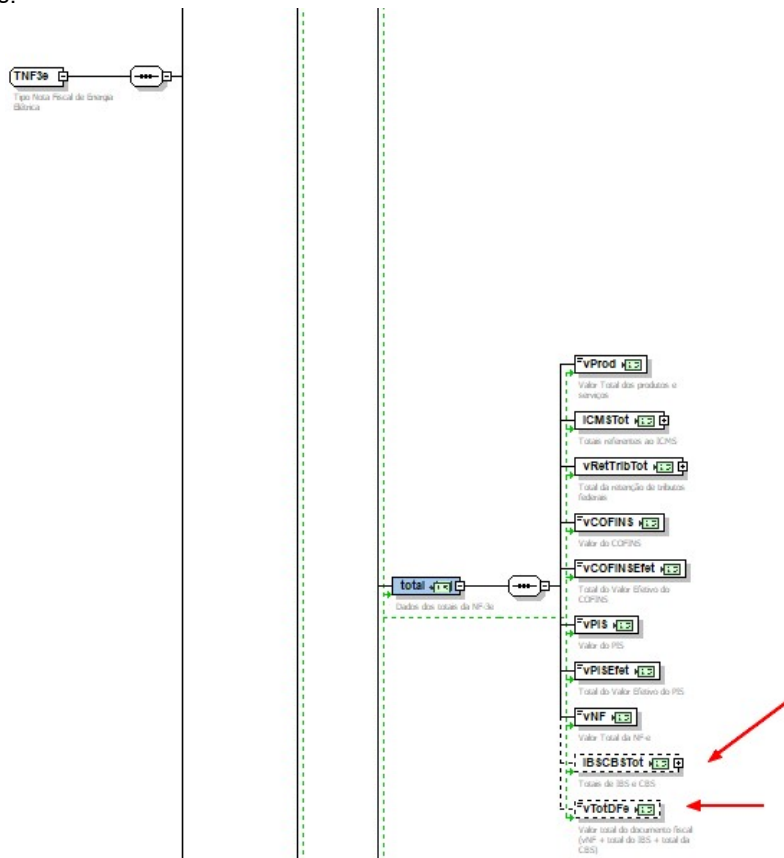 TNF3e
Tipo Nota Fiscal de Energia
Elétrica
vProd
Valor Total dos produtos e
serviços
ICMSTot
Totais referentes ao ICMS
vRetTribTot
Total da retenção de tributos
federais
vCOFINS
Valor do COFINS
vCOFINSEfet
Total do Valor Efetivo do
COFINS
total
Dados dos totais da NF-3e
vPIS
Valor do PIS
vPISEfet
Total do Valor Efetivo do PIS
vNF
Valor Total da NF-e
IBSCBSTot
Totais de IBS e CBS
vTotDFe
Valor total do documento fiscal
(vNF + total do IBS + total da
CBS)